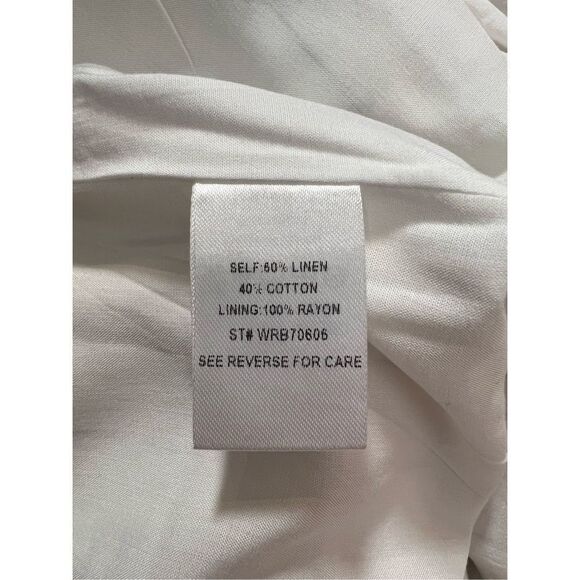 SELF:60% LINEN
40% COTTON
LINING:100% RAYON
ST# WRB70606
SEE REVERSE FOR CARE